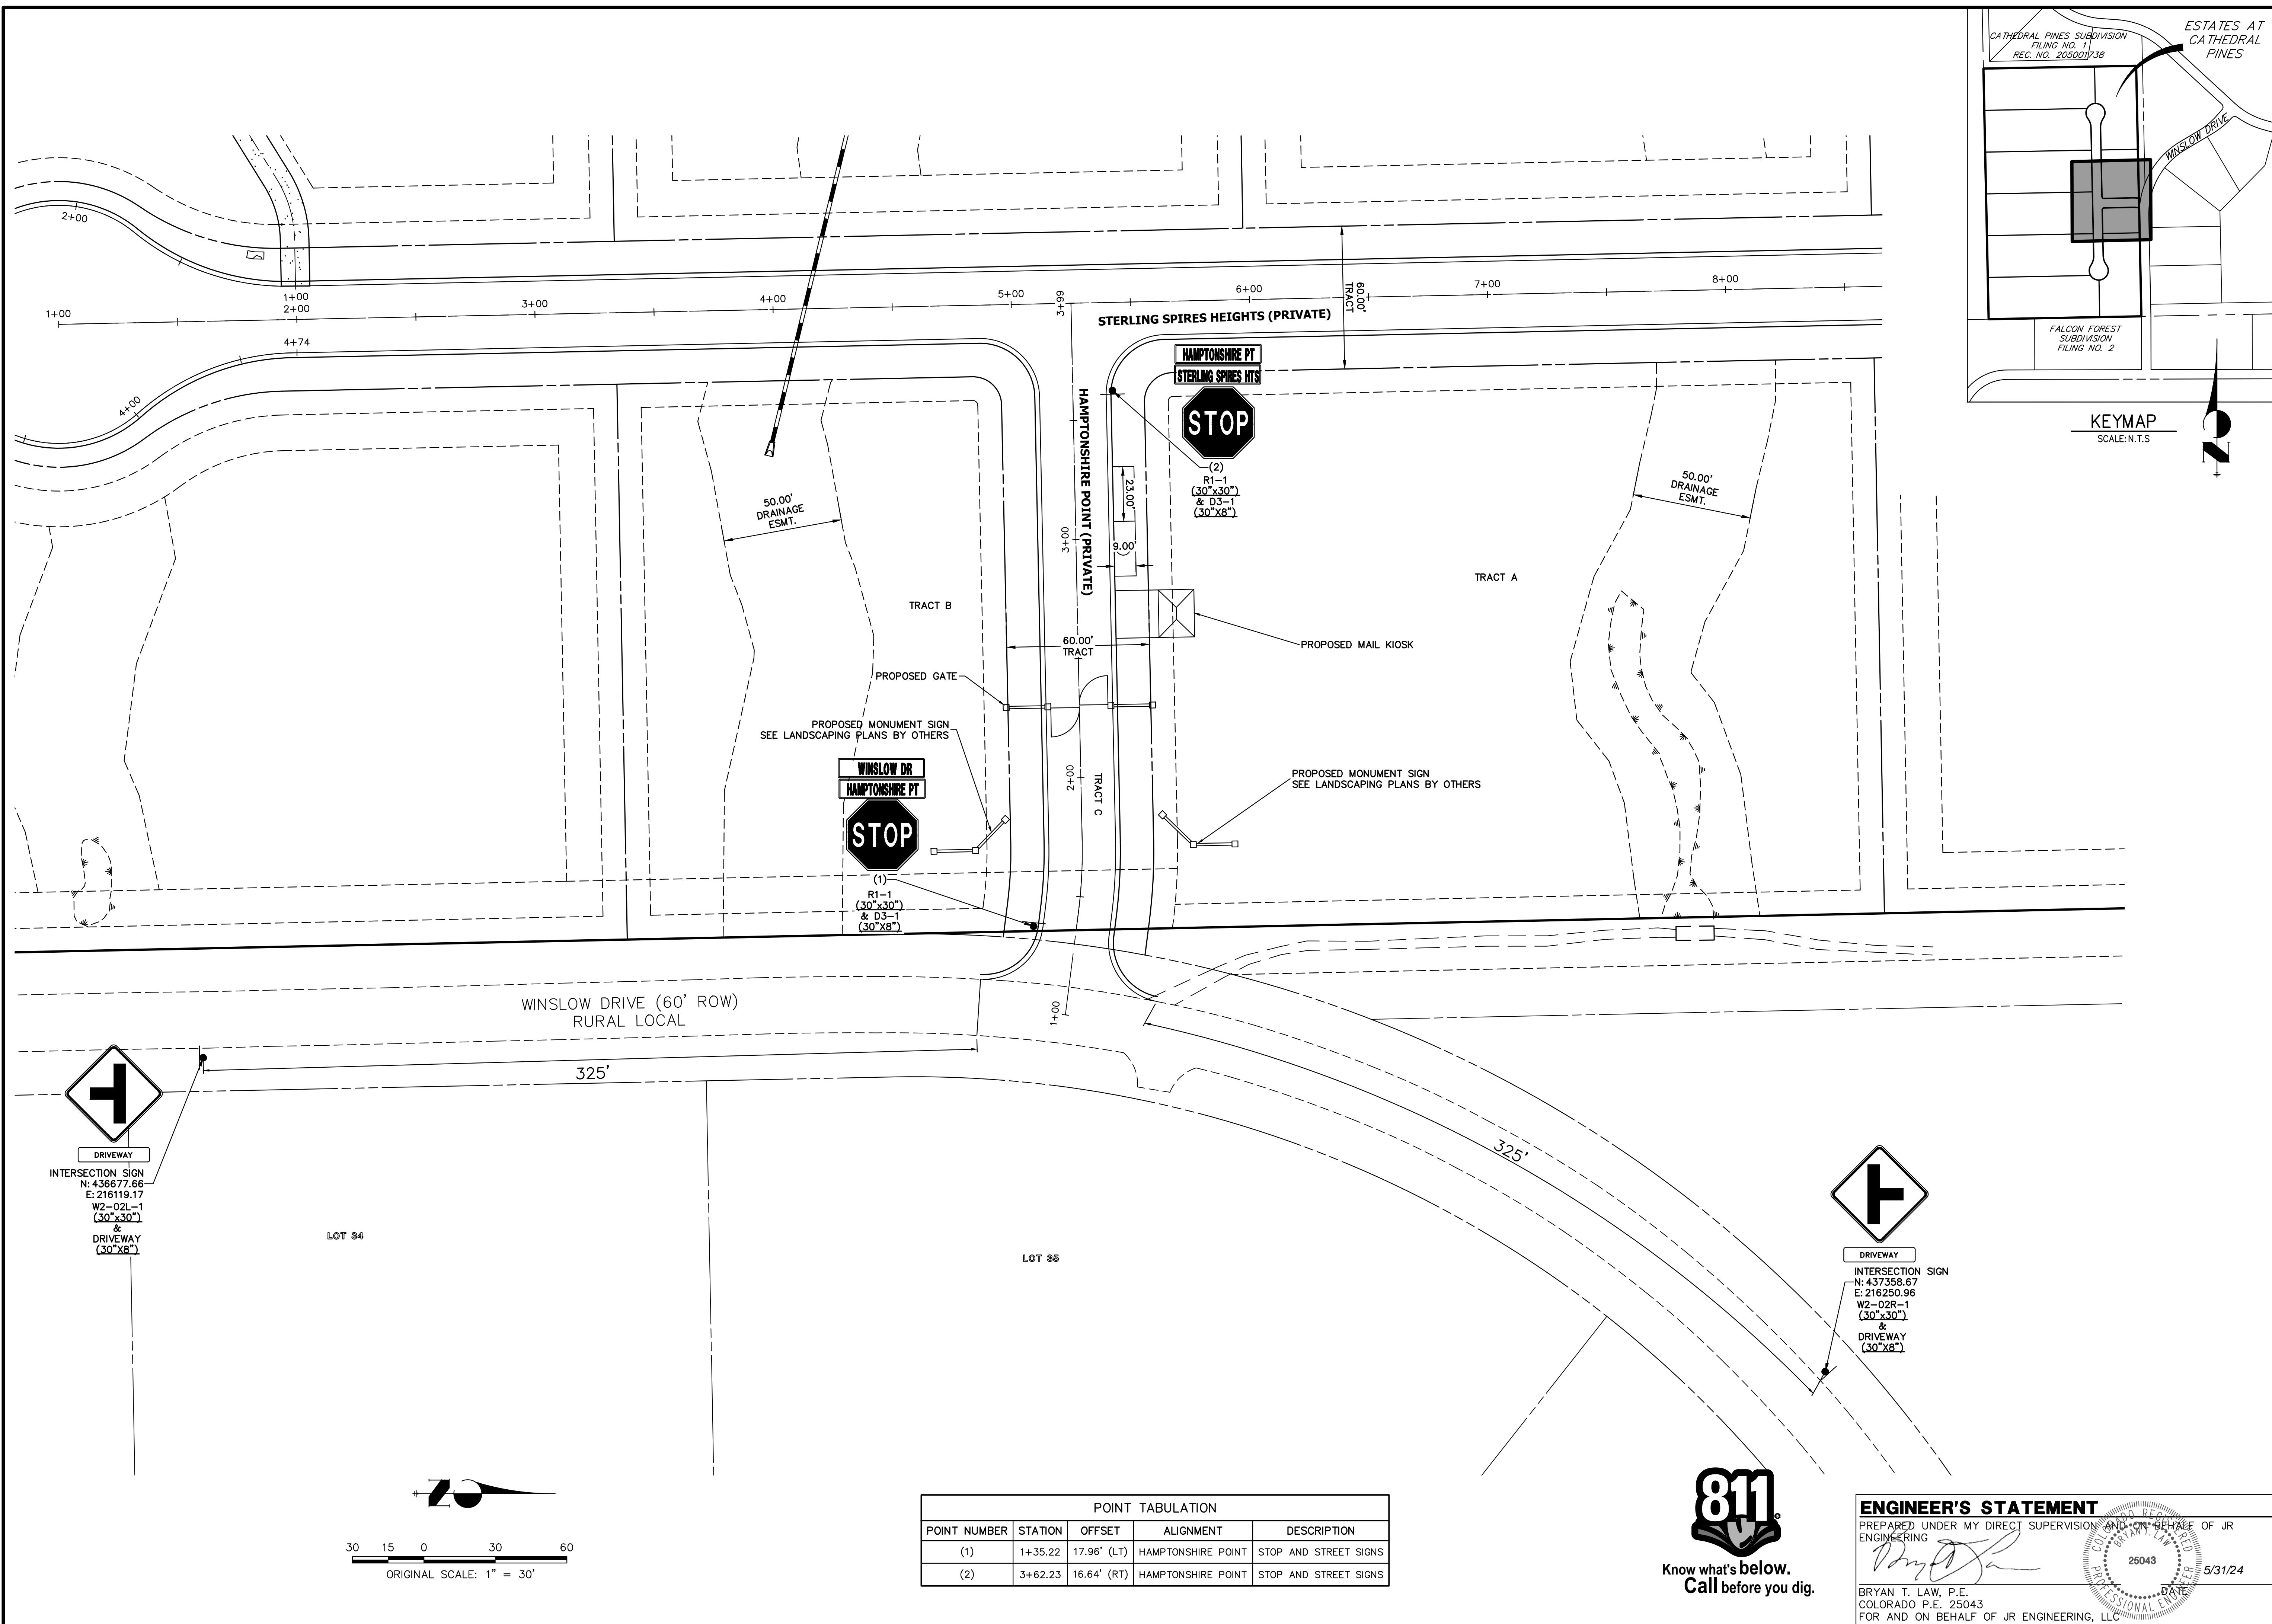 CATHEDRAL PINES SUBDIVISION
FILING NO. 1
REC. NO. 205001738
ESTATES AT
CATHEDRAL
PINES
WINSLOW DRIVE
FALCON FOREST
SUBDIVISION
FILING NO. 2
KEYMAP
SCALE: N.T.S
N
2+00
1+00
1+00
2+00
3+00
4+00
5+00
6+00
7+00
8+00
3+99
4+74
4+00
60.00'
TRACT
STERLING SPIRES HEIGHTS (PRIVATE)
HAMPTONSHIRE PT
STERLING SPIRES HTS
STOP
(2)
R1-1
(30"x30")
& D3-1
(30"X8")
HAMPTONSHIRE POINT (PRIVATE)
23.00'
3+00
9.00'
50.00'
DRAINAGE
ESMT.
50.00'
DRAINAGE
ESMT.
TRACT A
TRACT B
60.00'
TRACT
PROPOSED MAIL KIOSK
PROPOSED GATE
PROPOSED MONUMENT SIGN
SEE LANDSCAPING PLANS BY OTHERS
PROPOSED MONUMENT SIGN
SEE LANDSCAPING PLANS BY OTHERS
2+00
TRACT C
WINSLOW DR
HAMPTONSHIRE PT
STOP
(1)
R1-1
(30"x30")
& D3-1
(30"X8")
1+00
WINSLOW DRIVE (60' ROW)
RURAL LOCAL
325'
325'
DRIVEWAY
INTERSECTION SIGN
N: 436677.66
E: 216119.17
W2-02L-1
(30"x30")
&
DRIVEWAY
(30"X8")
LOT 34
LOT 35
DRIVEWAY
INTERSECTION SIGN
N: 437358.67
E: 216250.96
W2-02R-1
(30"x30")
&
DRIVEWAY
(30"X8")
N
30 15 0 30 60
ORIGINAL SCALE: 1" = 30'
POINT TABULATION
POINT NUMBER STATION OFFSET ALIGNMENT DESCRIPTION
(1) 1+35.22 17.96' (LT) HAMPTONSHIRE POINT STOP AND STREET SIGNS
(2) 3+62.23 16.64' (RT) HAMPTONSHIRE POINT STOP AND STREET SIGNS
811
Know what's below.
Call before you dig.
ENGINEER'S STATEMENT
PREPARED UNDER MY DIRECT SUPERVISION AND ON BEHALF OF JR
ENGINEERING
COLORADO REGISTERED
BRYAN T. LAW
25043
PROFESSIONAL ENGINEER
5/31/24
DATE
BRYAN T. LAW, P.E.
COLORADO P.E. 25043
FOR AND ON BEHALF OF JR ENGINEERING, LLC